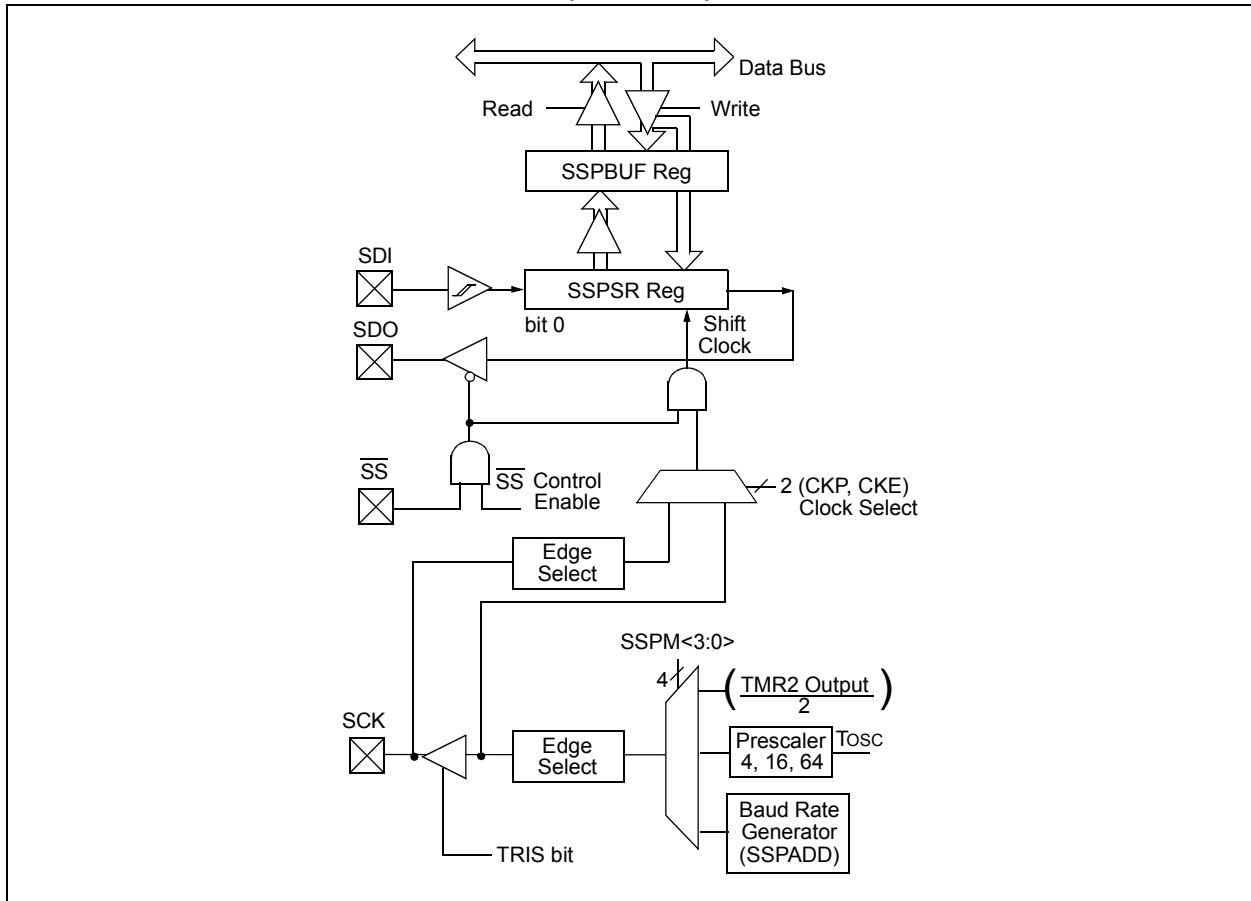 Data Bus
Read
Write
SSPBUF Reg
SDI
SSPSR Reg
bit 0
Shift
Clock
SDO
SS
SS Control
Enable
2 (CKP, CKE)
Clock Select
Edge
Select
SSPM<3:0>
4
(TMR2 Output)
2
SCK
Edge
Select
Prescaler
4, 16, 64
TOSC
Baud Rate
Generator
(SSPADD)
TRIS bit